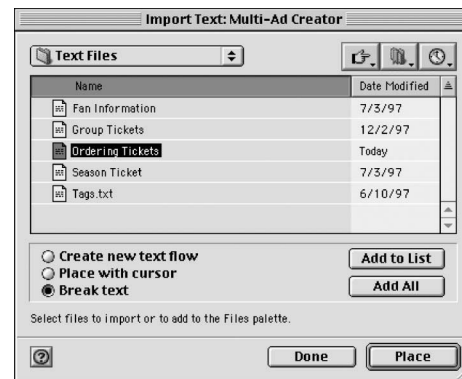 Import Text: Multi-Ad Creator
Text Files
Name Date Modified
Fan Information 7/3/97
Group Tickets 12/2/97
Ordering Tickets Today
Season Ticket 7/3/97
Tags.txt 6/10/97
Create new text flow
Place with cursor
Break text
Add to List
Add All
Select files to import or to add to the Files palette.
?
Done Place